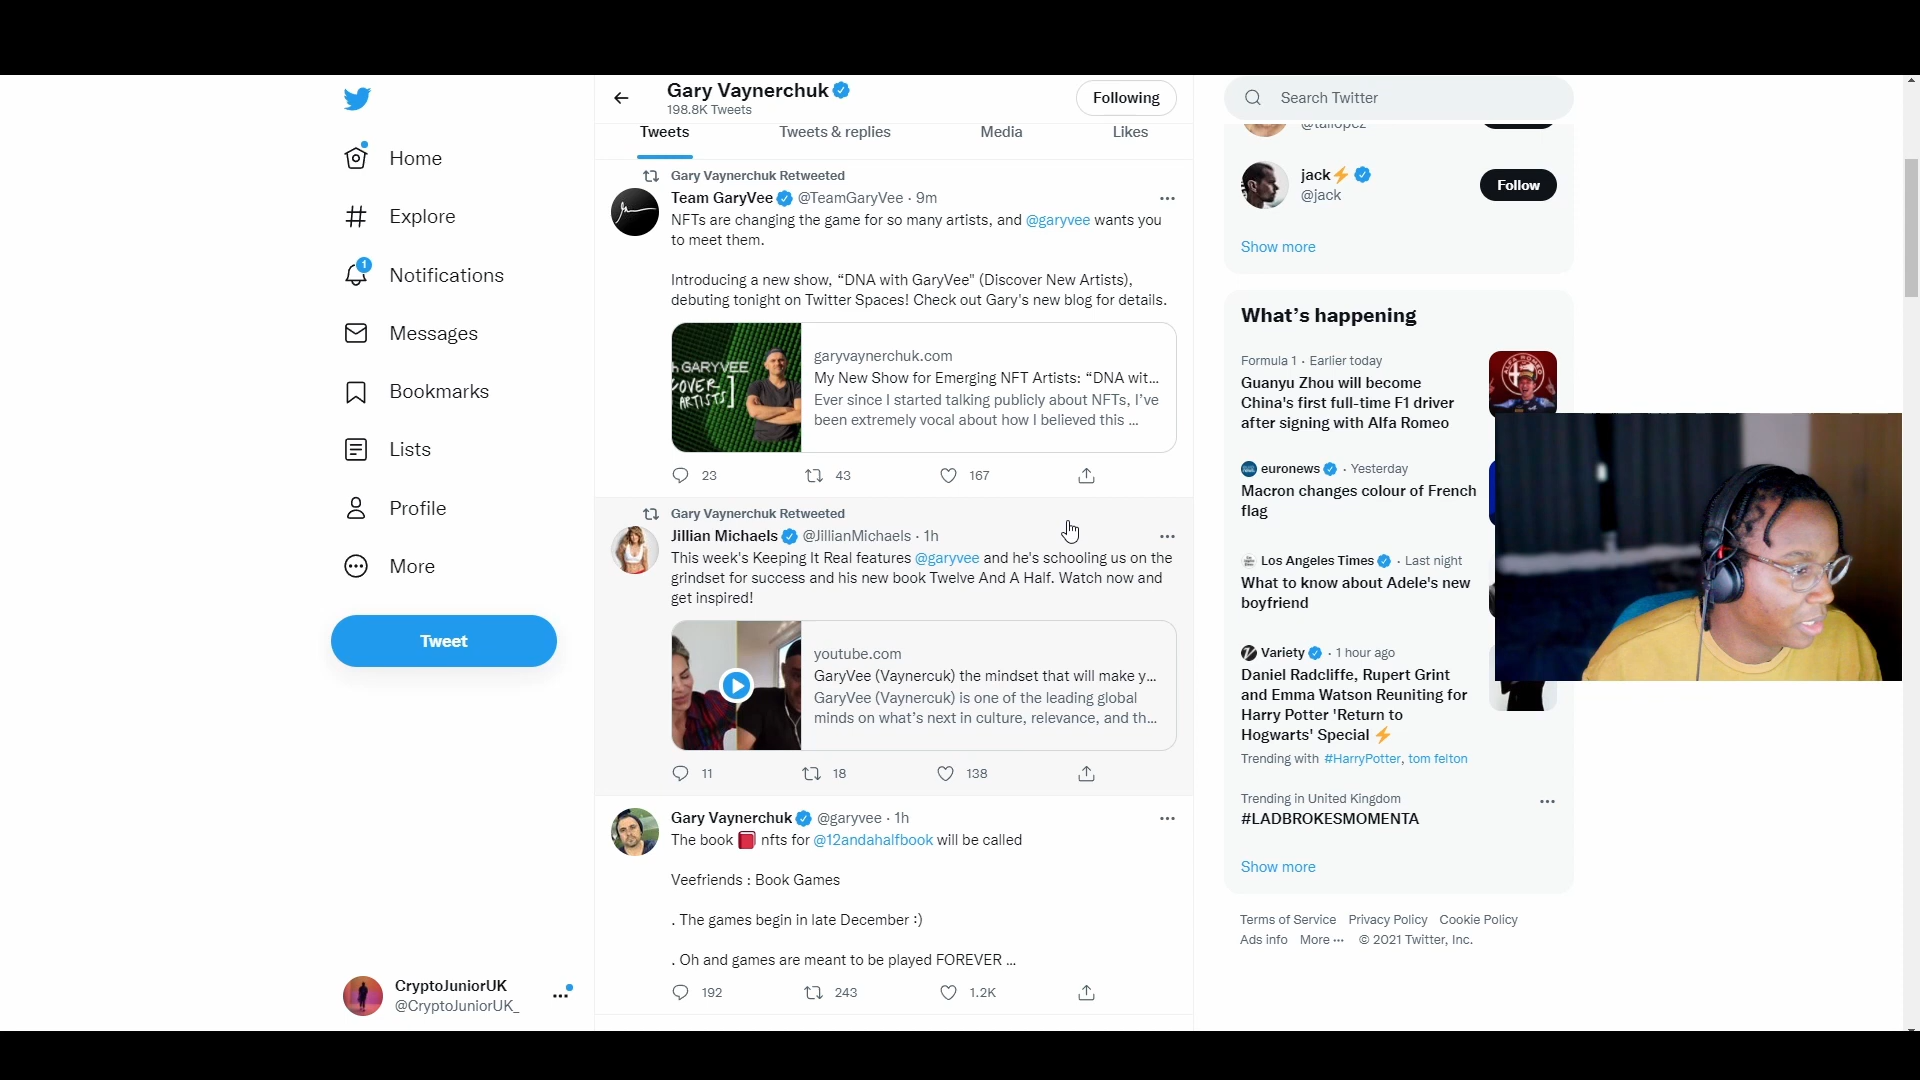 Home
Explore
1
Notifications
Messages
Bookmarks
Lists
Profile
More
Tweet
CryptoJuniorUK
@CryptoJuniorUK_
Gary Vaynerchuk
198.8K Tweets
Following
Tweets
Tweets & replies
Media
Likes
Gary Vaynerchuk Retweeted
Team GaryVee @TeamGaryVee · 9m
NFTs are changing the game for so many artists, and @garyvee wants you
to meet them.
Introducing a new show, “DNA with GaryVee" (Discover New Artists),
debuting tonight on Twitter Spaces! Check out Gary's new blog for details.
GARYVEE
ARTISTS
garyvaynerchuk.com
My New Show for Emerging NFT Artists: “DNA wit...
Ever since I started talking publicly about NFTs, I’ve
been extremely vocal about how I believed this ...
23
43
167
Gary Vaynerchuk Retweeted
Jillian Michaels @JillianMichaels · 1h
This week's Keeping It Real features @garyvee and he's schooling us on the
grindset for success and his new book Twelve And A Half. Watch now and
get inspired!
youtube.com
GaryVee (Vaynercuk) the mindset that will make y...
GaryVee (Vaynercuk) is one of the leading global
minds on what’s next in culture, relevance, and th...
11
18
138
Gary Vaynerchuk @garyvee · 1h
The book nfts for @12andahalfbook will be called
Veefriends : Book Games
. The games begin in late December :)
. Oh and games are meant to be played FOREVER ...
192
243
1.2K
Search Twitter
jack
@jack
Follow
Show more
What’s happening
Formula 1 · Earlier today
Guanyu Zhou will become
China's first full-time F1 driver
after signing with Alfa Romeo
euronews · Yesterday
Macron changes colour of French
flag
Los Angeles Times · Last night
What to know about Adele's new
boyfriend
Variety · 1 hour ago
Daniel Radcliffe, Rupert Grint
and Emma Watson Reuniting for
Harry Potter 'Return to
Hogwarts' Special
Trending with #HarryPotter, tom felton
Trending in United Kingdom
#LADBROKESMOMENTA
Show more
Terms of Service Privacy Policy Cookie Policy
Ads info More ··· © 2021 Twitter, Inc.